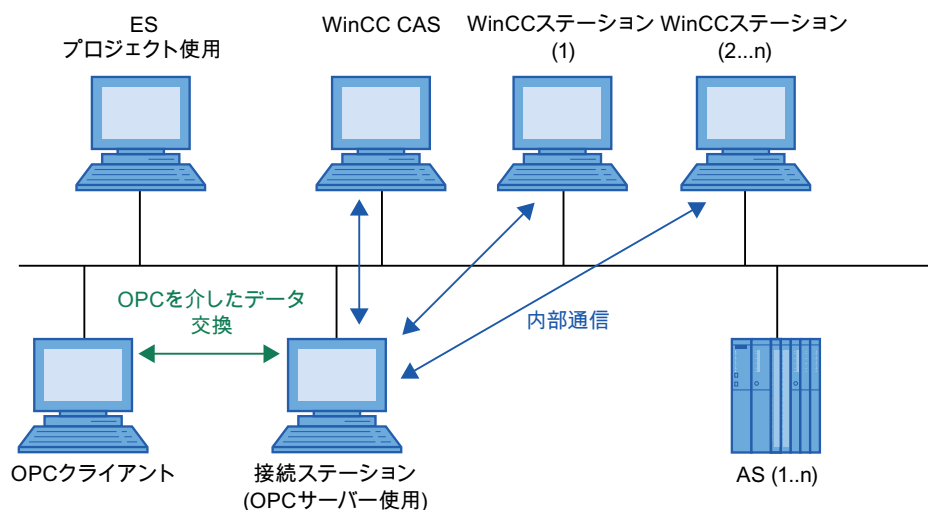 ES
プロジェクト使用
WinCC CAS
WinCCステーション
(1)
WinCCステーション
(2...n)
OPCを介したデータ
交換
内部通信
OPCクライアント
接続ステーション
(OPCサーバー使用)
AS (1..n)